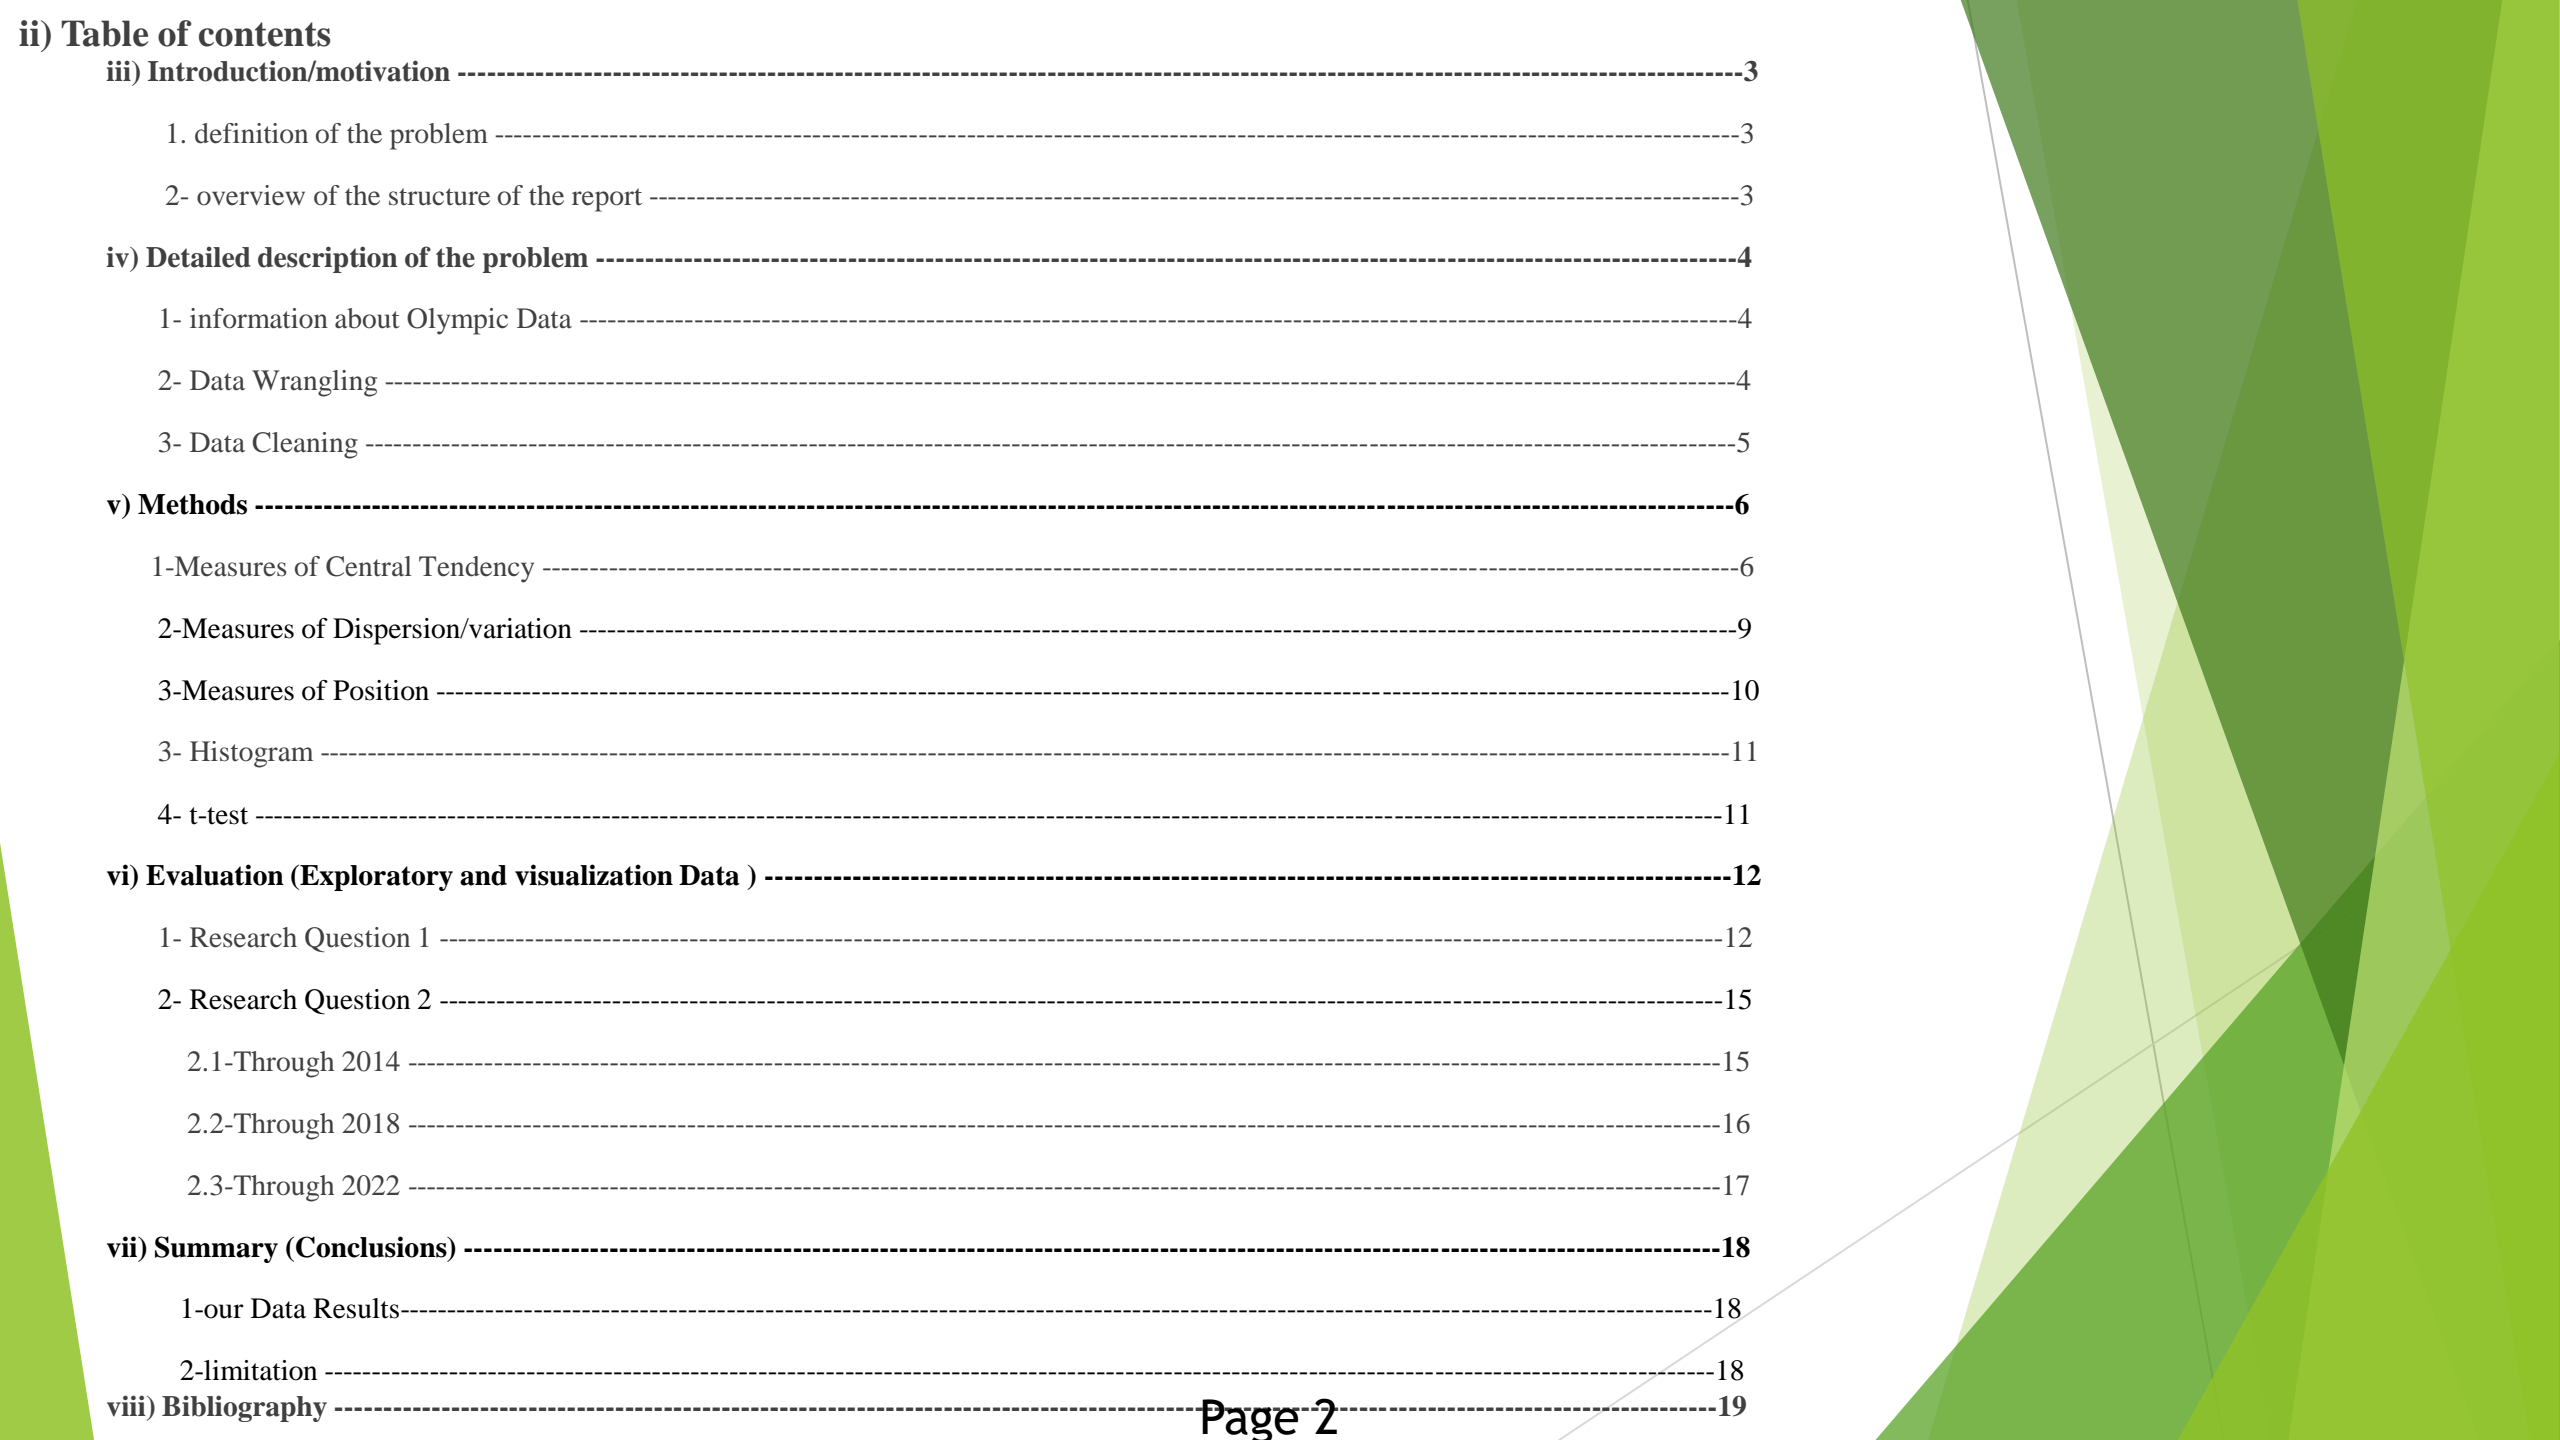 ii) Table of contents
iii) Introduction/motivation ------------------------------------------------------------------------------------------------------------------------------------3
1. definition of the problem ------------------------------------------------------------------------------------------------------------------------------------3
2- overview of the structure of the report --------------------------------------------------------------------------------------------------------------------3
iv) Detailed description of the problem ---------------------------------------------------------------------------------------------------------------------4
1- information about Olympic Data ---------------------------------------------------------------------------------------------------------------------------4
2- Data Wrangling ------------------------------------------------------------------------------------------------------------------------------------------------4
3- Data Cleaning --------------------------------------------------------------------------------------------------------------------------------------------------5
v) Methods --------------------------------------------------------------------------------------------------------------------------------------------------------6
1-Measures of Central Tendency -------------------------------------------------------------------------------------------------------------------------------6
2-Measures of Dispersion/variation ---------------------------------------------------------------------------------------------------------------------------9
3-Measures of Position -----------------------------------------------------------------------------------------------------------------------------------------10
3- Histogram ------------------------------------------------------------------------------------------------------------------------------------------------------11
4- t-test ------------------------------------------------------------------------------------------------------------------------------------------------------------11
vi) Evaluation (Exploratory and visualization Data ) ---------------------------------------------------------------------------------------------------12
1- Research Question 1 ----------------------------------------------------------------------------------------------------------------------------------------12
2- Research Question 2 ----------------------------------------------------------------------------------------------------------------------------------------15
2.1-Through 2014 --------------------------------------------------------------------------------------------------------------------------------------------15
2.2-Through 2018 --------------------------------------------------------------------------------------------------------------------------------------------16
2.3-Through 2022 --------------------------------------------------------------------------------------------------------------------------------------------17
vii) Summary (Conclusions) ---------------------------------------------------------------------------------------------------------------------------------18
1-our Data Results--------------------------------------------------------------------------------------------------------------------------------------------18
2-limitation ----------------------------------------------------------------------------------------------------------------------------------------------------18
viii) Bibliography ----------------------------------------------------------------------------------------------------------------------------------------------19
Page 2